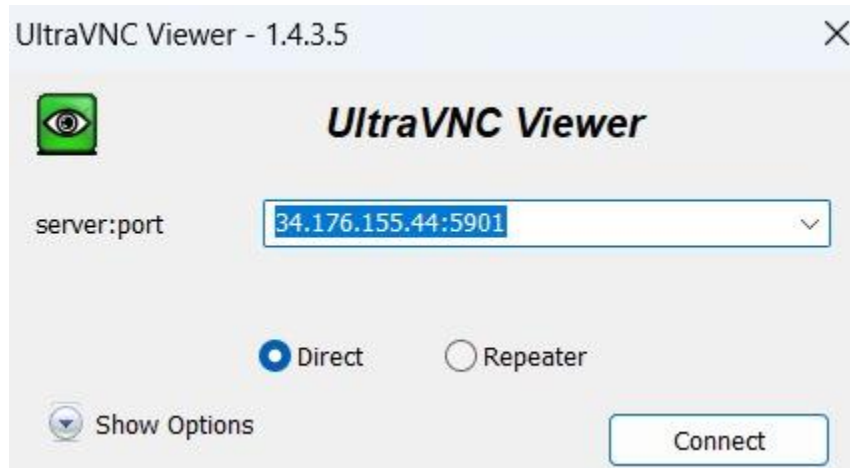 UltraVNC Viewer - 1.4.3.5
UltraVNC Viewer
server:port 34.176.155.44:5901
Direct Repeater
Show Options Connect